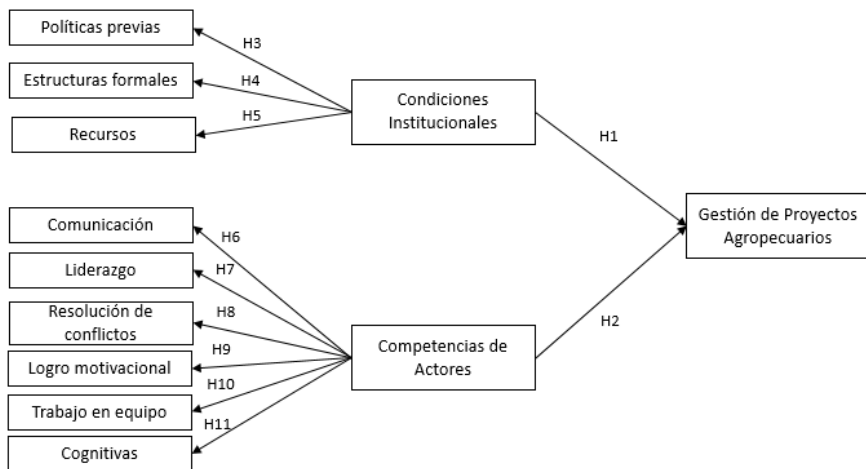 Políticas previas
H3
Estructuras formales
H4
Recursos
H5
Condiciones
Institucionales
H1
Gestión de Proyectos
Agropecuarios
Comunicación
H6
Liderazgo
H7
Resolución de
conflictos
H8
Logro motivacional
H9
Trabajo en equipo
H10
Cognitivas
H11
Competencias de
Actores
H2